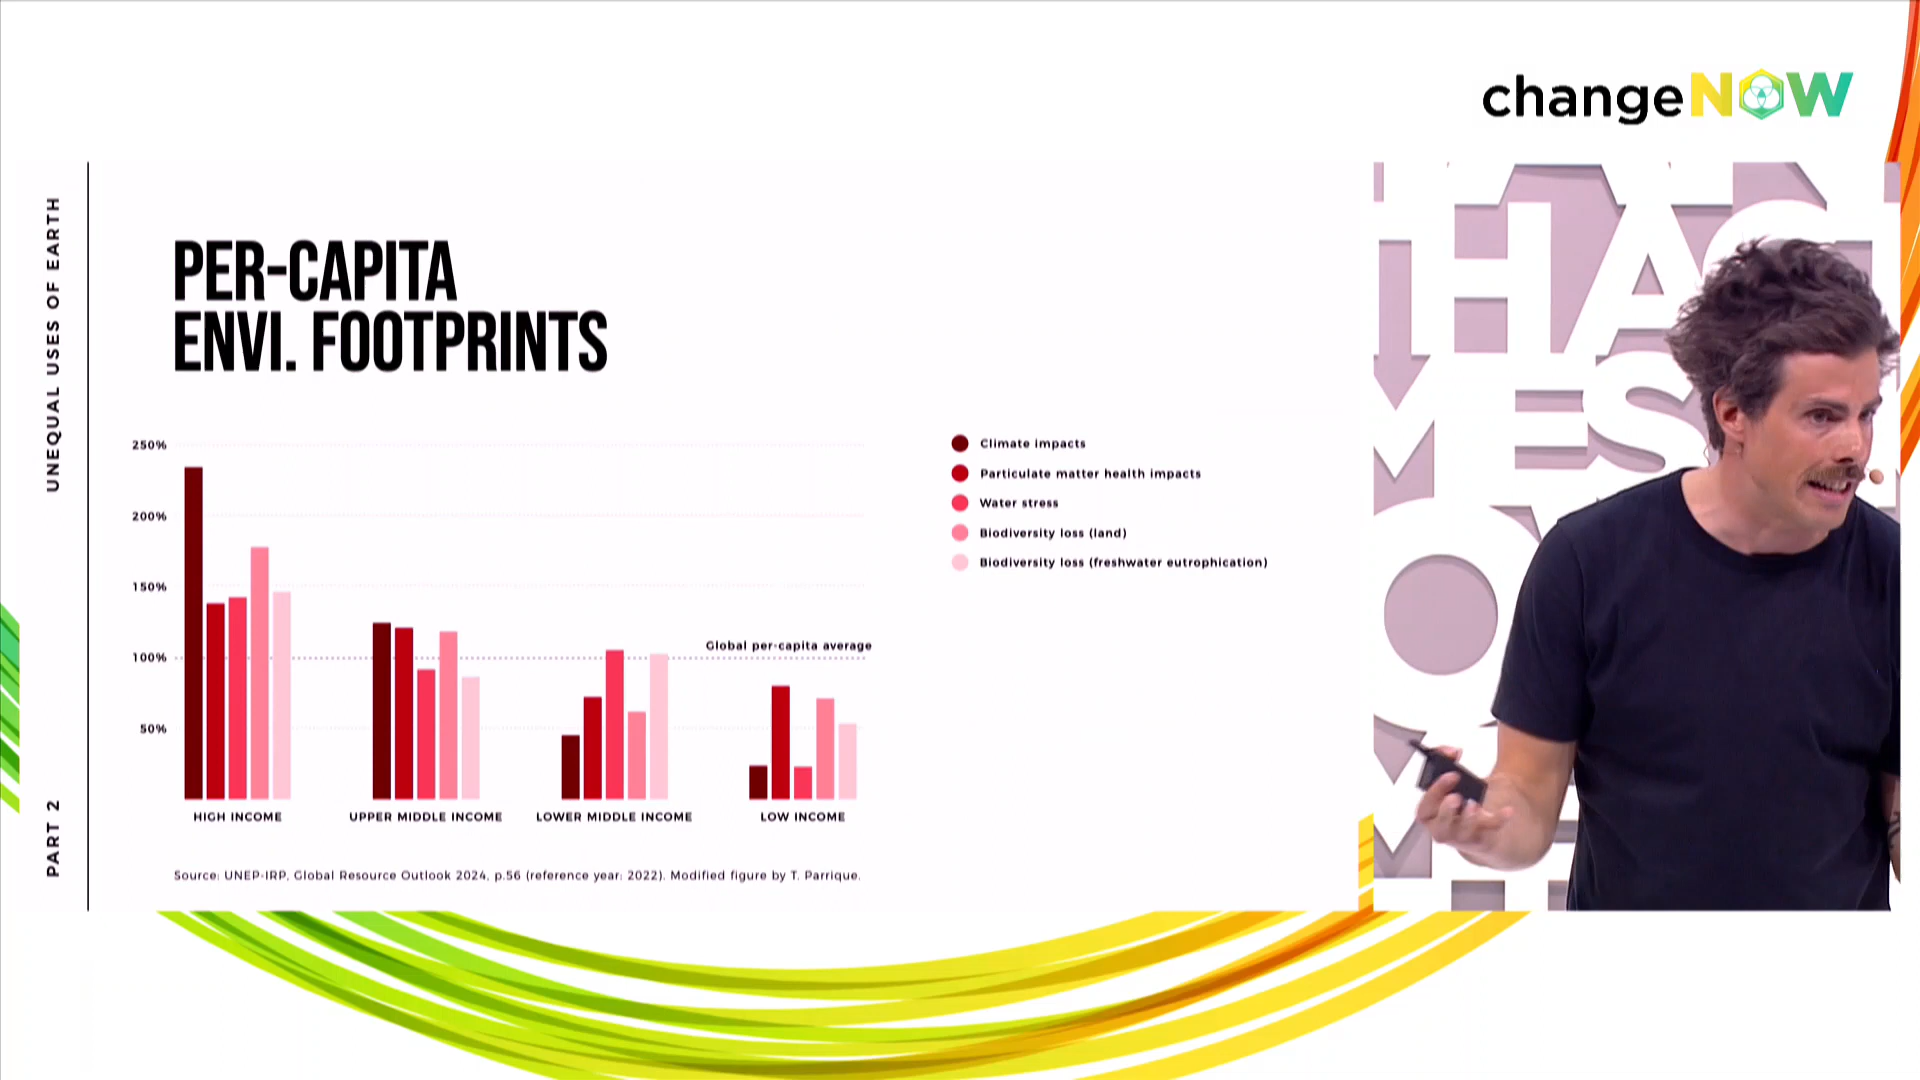 changeNOW
UNEQUAL USES OF EARTH
PART 2
PER-CAPITA
ENVI. FOOTPRINTS
250%
200%
150%
100%
50%
Global per-capita average
HIGH INCOME
UPPER MIDDLE INCOME
LOWER MIDDLE INCOME
LOW INCOME
Climate impacts
Particulate matter health impacts
Water stress
Biodiversity loss (land)
Biodiversity loss (freshwater eutrophication)
Source: UNEP-IRP, Global Resource Outlook 2024, p.56 (reference year: 2022). Modified figure by T. Parrique.